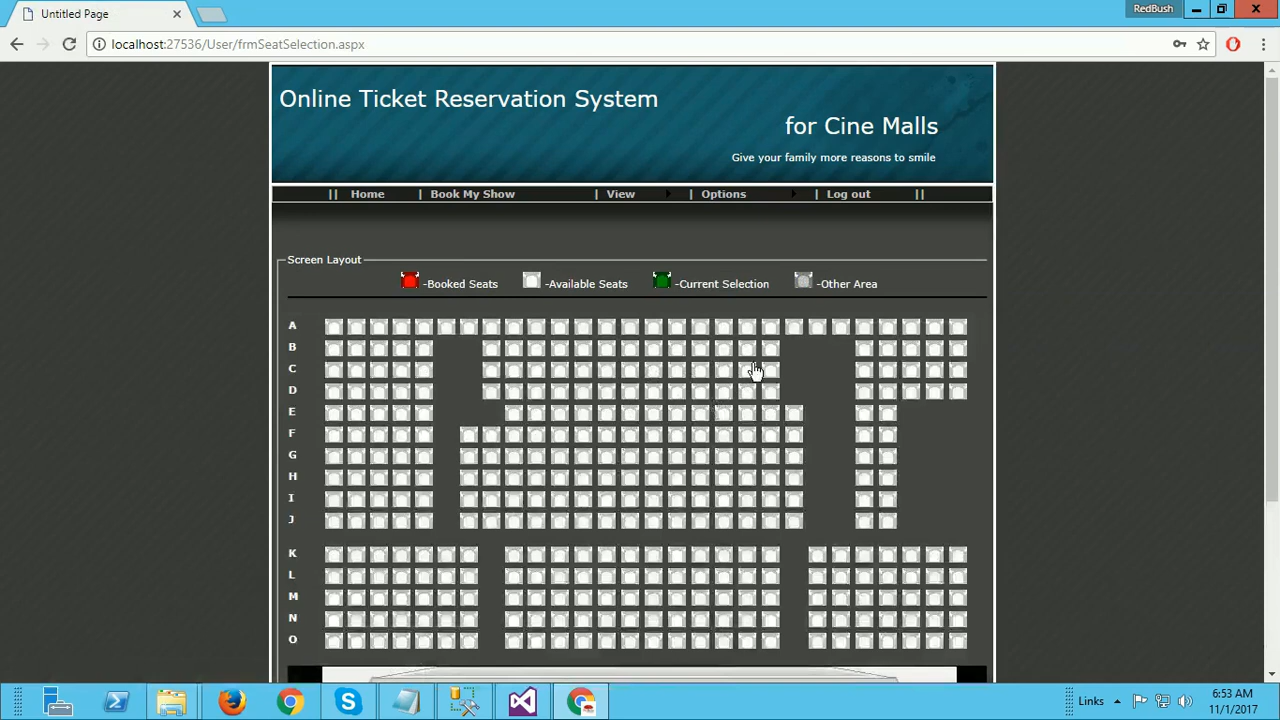 Untitled Page
RedBush
localhost:27536/User/frmSeatSelection.aspx
Online Ticket Reservation System
for Cine Malls
Give your family more reasons to smile
|| Home | Book My Show | View | Options | Log out ||
Screen Layout
-Booked Seats -Available Seats -Current Selection -Other Area
A
B
C
D
E
F
G
H
I
J
K
L
M
N
O
Links
6:53 AM
11/1/2017